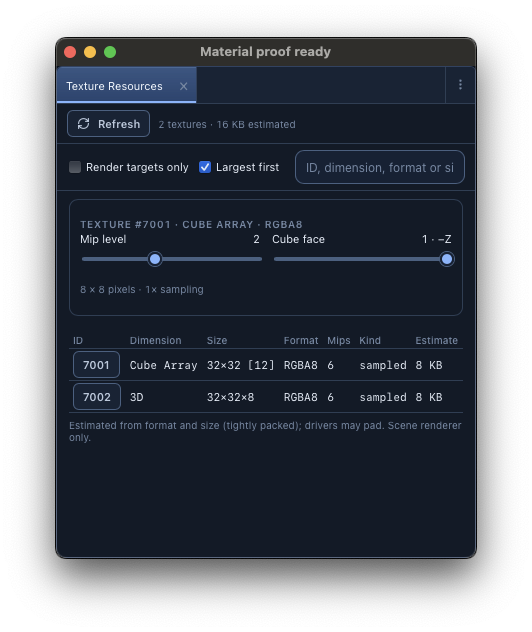 Material proof ready
Texture Resources
Refresh 2 textures · 16 KB estimated
Render targets only Largest first ID, dimension, format or si
TEXTURE #7001 · CUBE ARRAY · RGBA8
Mip level 2 Cube face 1 · −Z
8 × 8 pixels · 1× sampling
ID Dimension Size Format Mips Kind Estimate
7001 Cube Array 32×32 [12] RGBA8 6 sampled 8 KB
7002 3D 32×32×8 RGBA8 6 sampled 8 KB
Estimated from format and size (tightly packed); drivers may pad. Scene renderer
only.